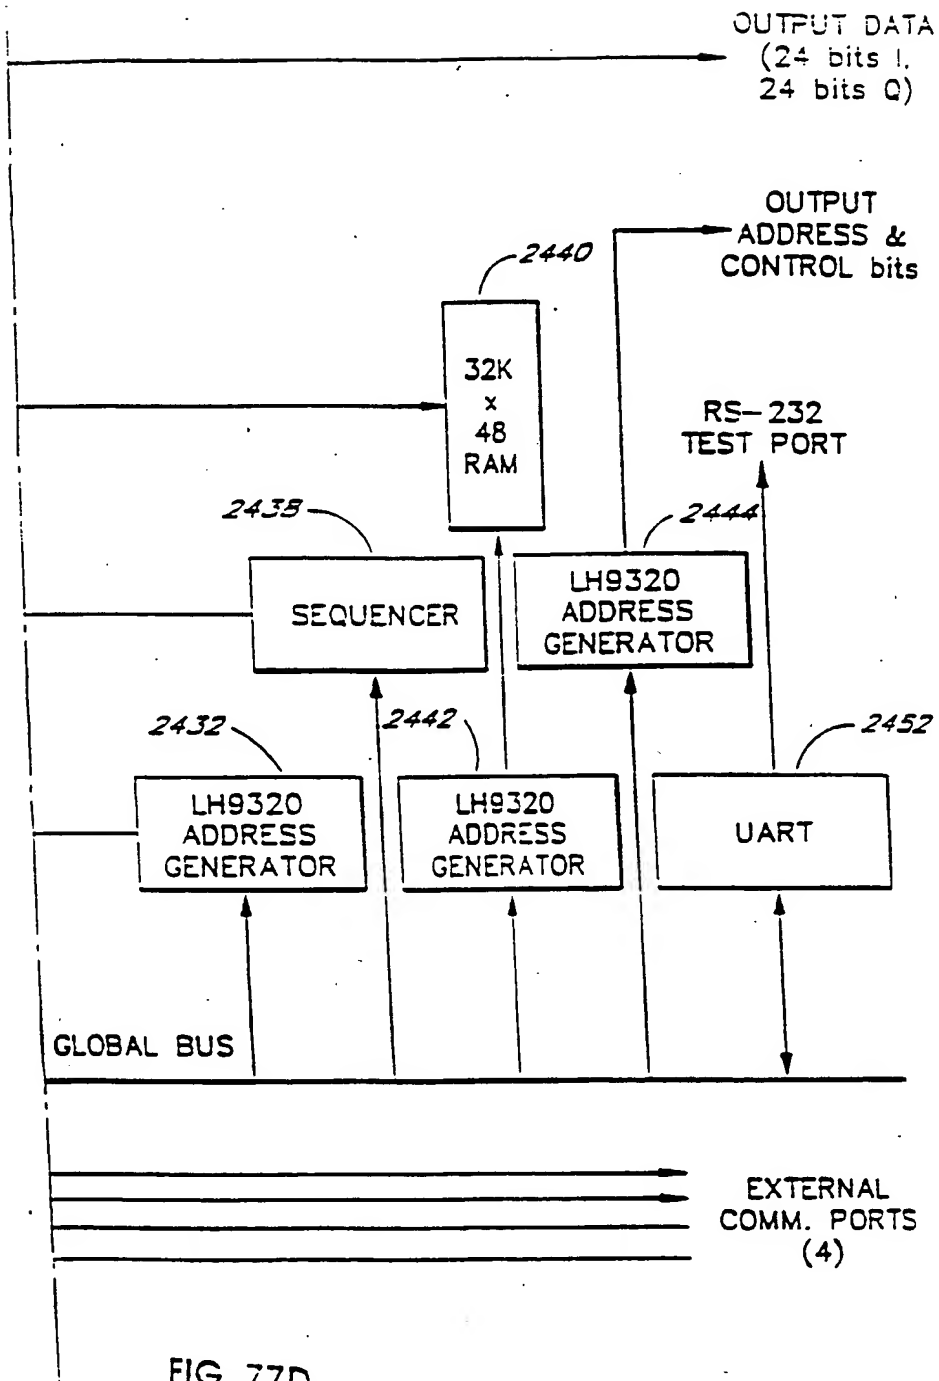 OUTPUT DATA
(24 bits I,
24 bits Q)
OUTPUT
ADDRESS &
CONTROL bits
2440
32K
x
48
RAM
RS-232
TEST PORT
2438
2444
SEQUENCER
LH9320
ADDRESS
GENERATOR
2432
2442
2452
LH9320
ADDRESS
GENERATOR
LH9320
ADDRESS
GENERATOR
UART
GLOBAL BUS
EXTERNAL
COMM. PORTS
(4)
FIG. 77D